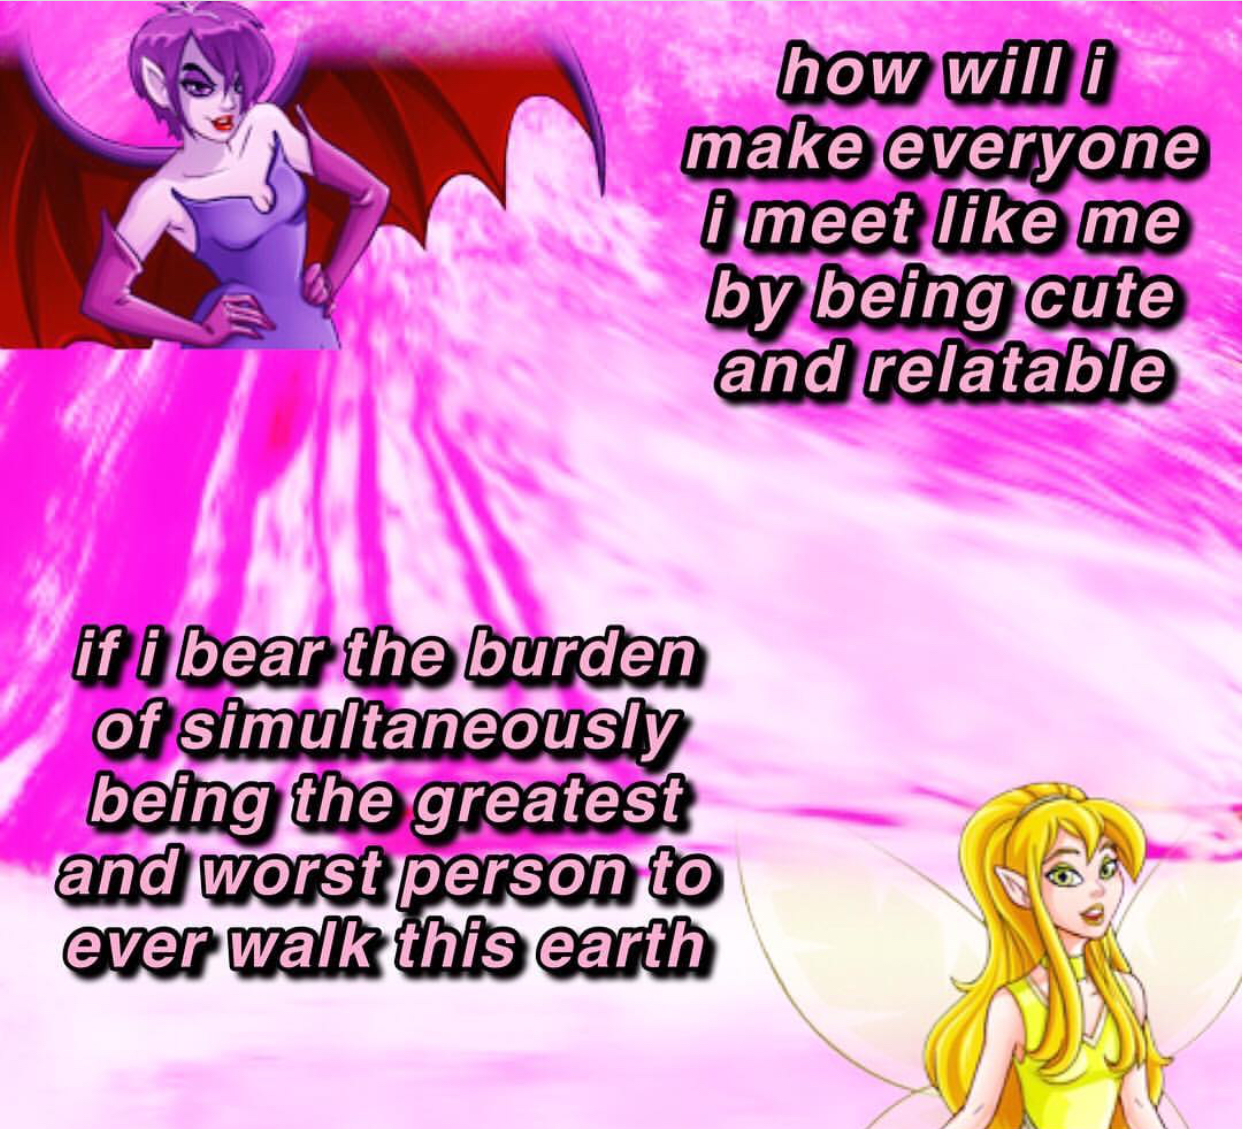 how will i
make everyone
i meet like me
by being cute
and relatable
if i bear the burden
of simultaneously
being the greatest
and worst person to
ever walk this earth